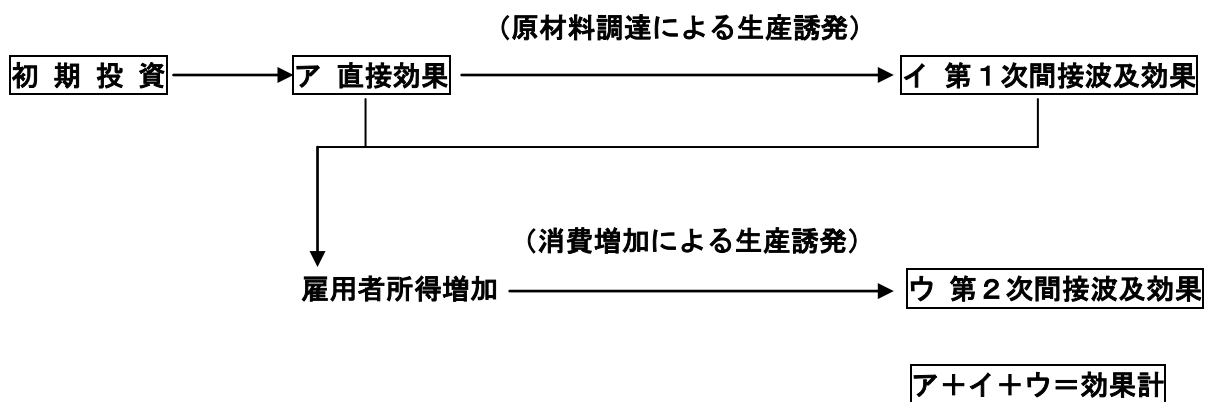 （原材料調達による生産誘発）
初 期 投 資
ア 直接効果
イ 第１次間接波及効果
（消費増加による生産誘発）
雇用者所得増加
ウ 第２次間接波及効果
ア＋イ＋ウ＝効果計